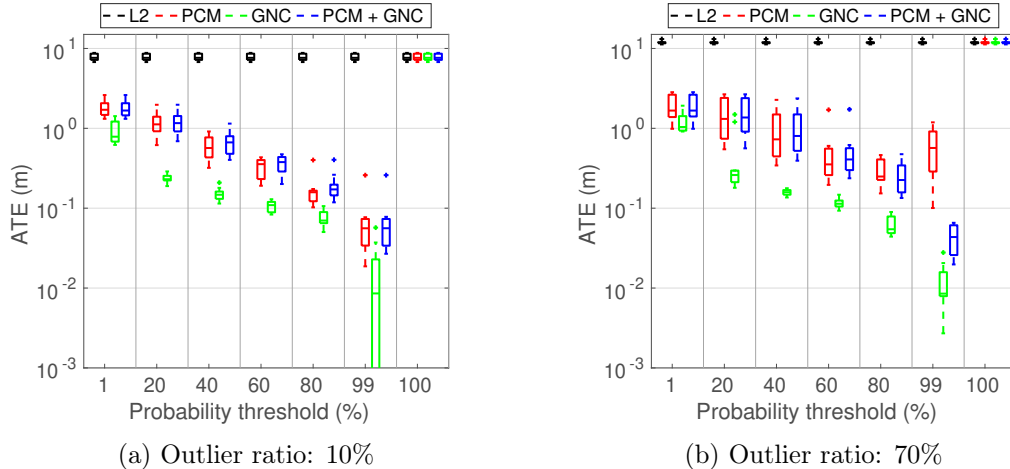 L2 PCM GNC PCM + GNC
ATE (m)
10^1
10^0
10^-1
10^-2
10^-3
1 20 40 60 80 99 100
Probability threshold (%)
(a) Outlier ratio: 10%
L2 PCM GNC PCM + GNC
ATE (m)
10^1
10^0
10^-1
10^-2
10^-3
1 20 40 60 80 99 100
Probability threshold (%)
(b) Outlier ratio: 70%